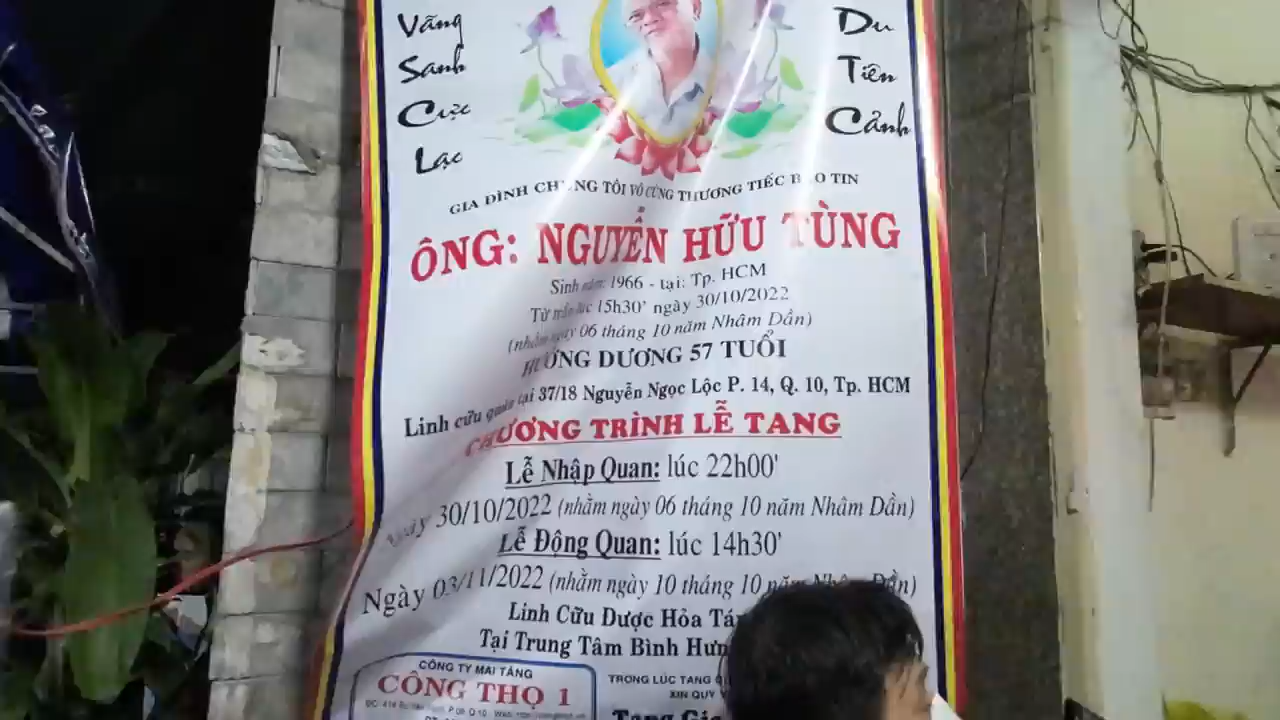 Vãng
Sanh
Cực
Lạc
Du
Tiên
Cảnh
GIA ĐÌNH CHÚNG TÔI VÔ CÙNG THƯƠNG TIẾC BÁO TIN
ÔNG: NGUYỄN HỮU TÙNG
Sinh năm: 1966 - tại: Tp. HCM
Từ trần lúc 15h30' ngày 30/10/2022
(nhằm ngày 06 tháng 10 năm Nhâm Dần)
HƯỞNG DƯƠNG 57 TUỔI
Linh cữu quàn tại 37/18 Nguyễn Ngọc Lộc P. 14, Q. 10, Tp. HCM
CHƯƠNG TRÌNH LỄ TANG
Lễ Nhập Quan: lúc 22h00'
Ngày 30/10/2022 (nhằm ngày 06 tháng 10 năm Nhâm Dần)
Lễ Động Quan: lúc 14h30'
Ngày 03/11/2022 (nhằm ngày 10 tháng 10 năm Nhâm Dần)
Linh Cữu Được Hỏa
Tại Trung Tâm Bình
CÔNG TY MAI TÁNG
CÔNG THỌ 1
TRONG LÚC TANG
XIN QUÝ
Tang